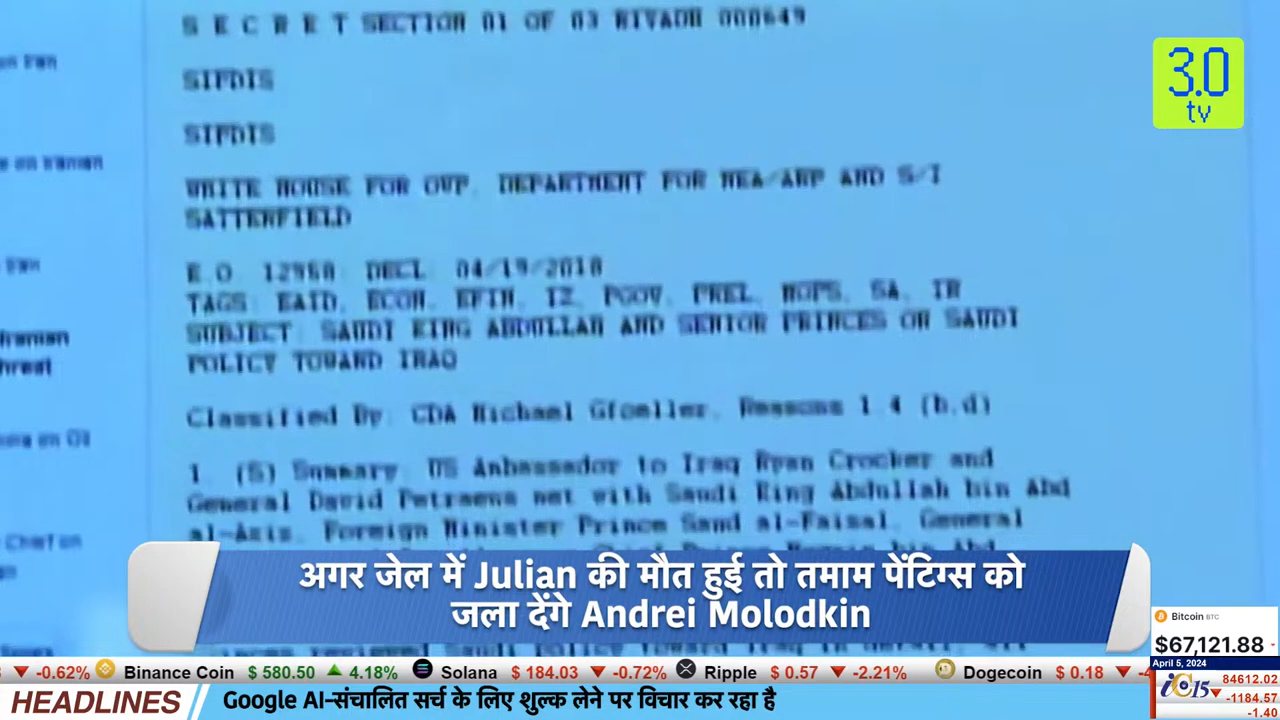 S E C R E T SECTION 01 OF 03 RIYADH 000649
SIPDIS
SIPDIS
WHITE HOUSE FOR OVP, DEPARTMENT FOR NEA/ARP AND S/I
SATTERFIELD
E.O. 12958: DECL: 04/19/2018
TAGS: EAID, ECON, EFIN, IZ, PGOV, PREL, MOPS, SA, IR
SUBJECT: SAUDI KING ABDULLAH AND SENIOR PRINCES ON SAUDI
POLICY TOWARD IRAQ
Classified By: CDA Michael Gfoeller, Reasons 1.4 (b,d)
1. (S) Summary: US Ambassador to Iraq Ryan Crocker and
General David Petraeus met with Saudi King Abdullah bin Abd
al-Aziz, Foreign Minister Prince Saud al-Faisal, General
on Iranian
Iranian
3.0
tv
अगर जेल में Julian की मौत हुई तो तमाम पेंटिग्स को
जला देंगे Andrei Molodkin
Bitcoin BTC
$67,121.88
April 5, 2024
▼ -0.62% Binance Coin $ 580.50 ▲ 4.18% Solana $ 184.03 ▼ -0.72% Ripple $ 0.57 ▼ -2.21% Dogecoin $ 0.18 ▼
iC15 ▼ 84612.02
-1184.57
-1.40
HEADLINES Google AI-संचालित सर्च के लिए शुल्क लेने पर विचार कर रहा है